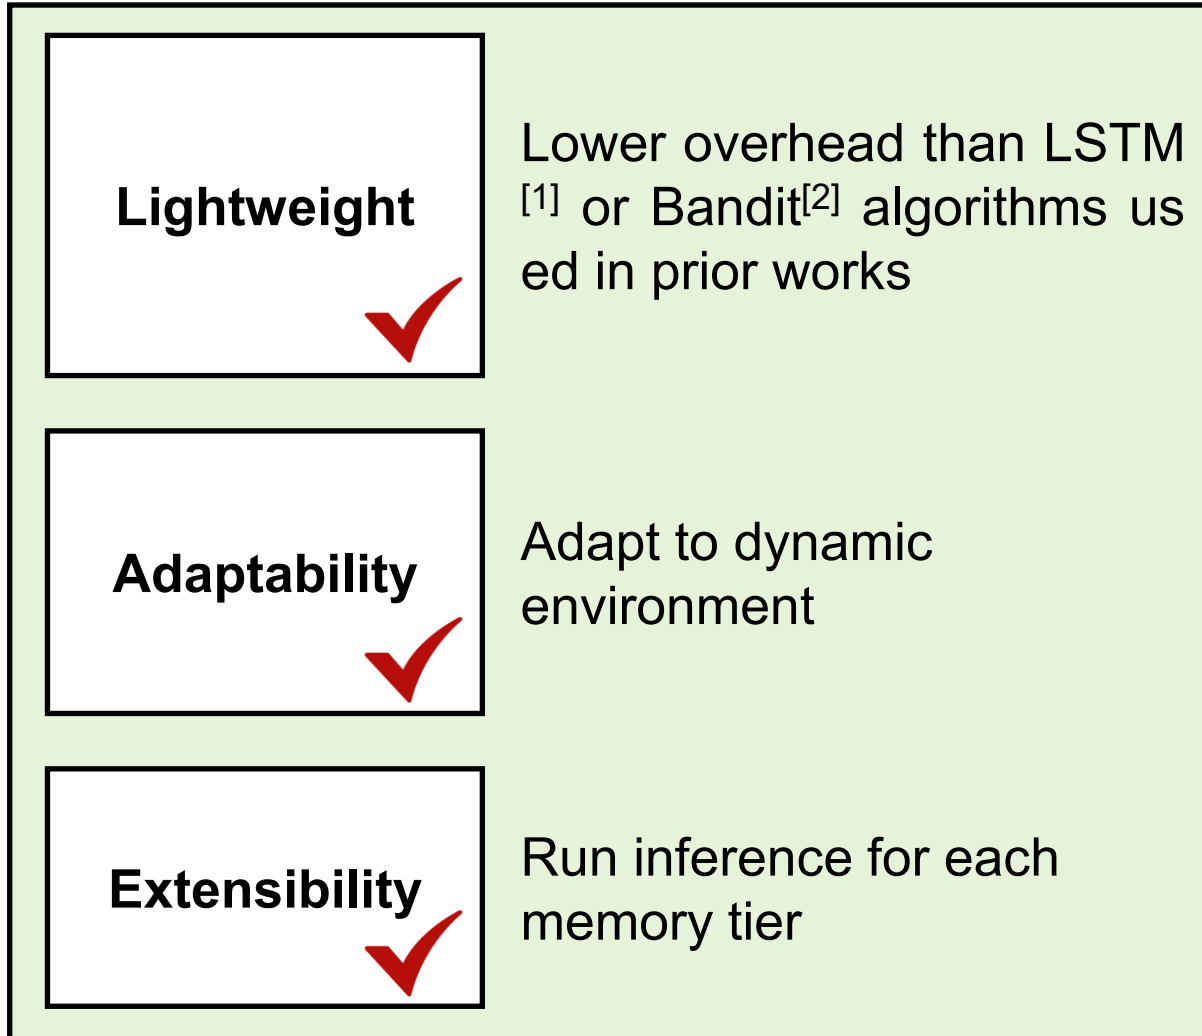 Lightweight
Lower overhead than LSTM
[1] or Bandit[2] algorithms us
ed in prior works
Adaptability
Adapt to dynamic
environment
Extensibility
Run inference for each
memory tier